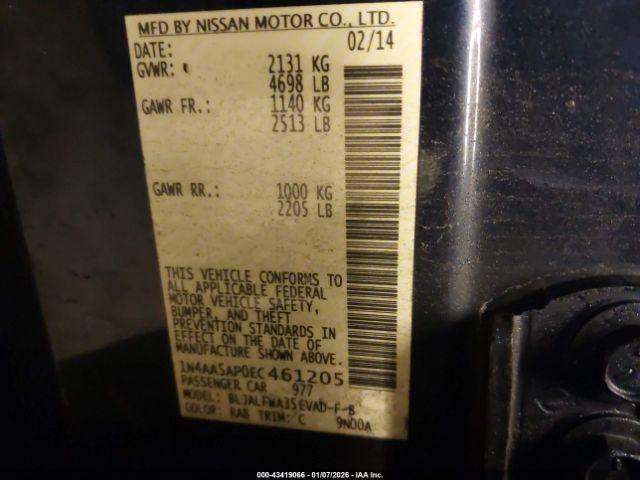 MFD BY NISSAN MOTOR CO., LTD.
DATE: 02/14
GVWR: 2131 KG
4698 LB
GAWR FR.: 1140 KG
2513 LB
GAWR RR.: 1000 KG
2205 LB
THIS VEHICLE CONFORMS TO
ALL APPLICABLE FEDERAL
MOTOR VEHICLE SAFETY,
BUMPER, AND THEFT
PREVENTION STANDARDS IN
EFFECT ON THE DATE OF
MANUFACTURE SHOWN ABOVE.
1N4AA5AP0EC461205
PASSENGER CAR 977
MODEL: BLJALFWA35EVAD-F-B
COLOR: RAB TRIM: C 9N00A
000-43419066 - 01/07/2026 - IAA Inc.